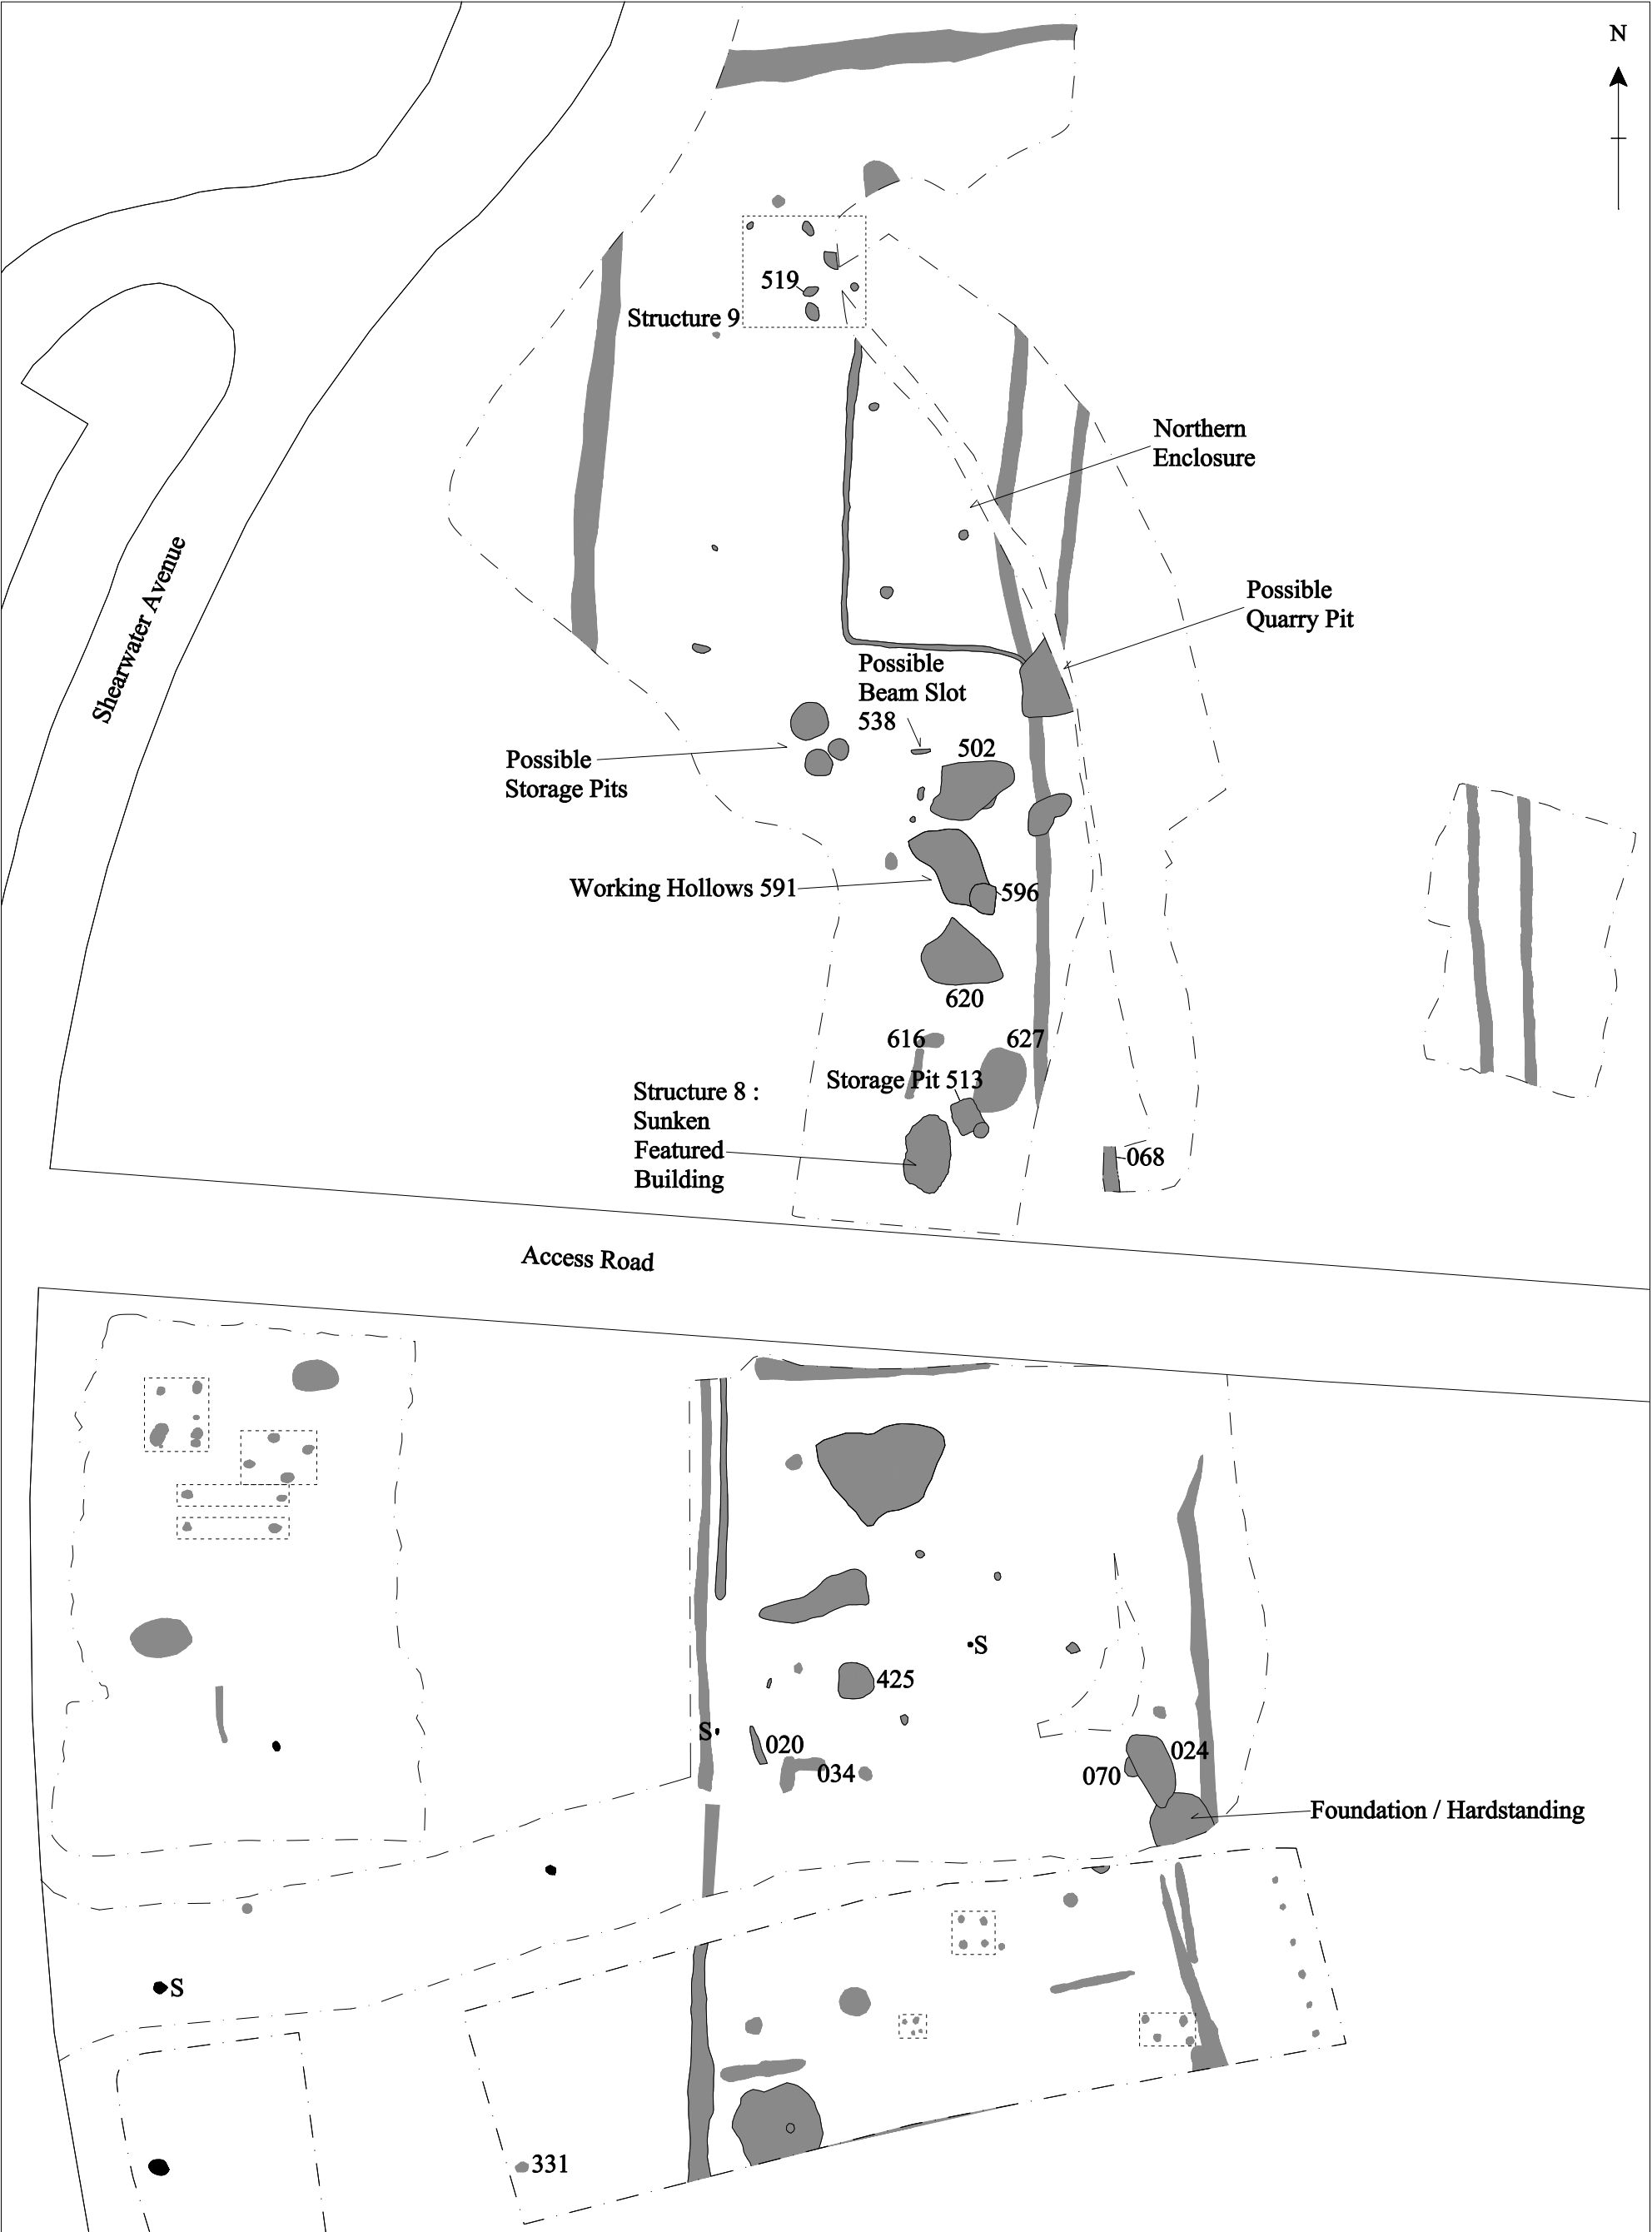 N
519
Structure 9
Northern
Enclosure
Shearwater Avenue
Possible
Quarry Pit
Possible
Beam Slot
538
502
Possible
Storage Pits
Working Hollows 591
596
620
616
627
Storage Pit 513
Structure 8 :
Sunken
Featured
Building
068
Access Road
S
425
S
020
034
024
070
Foundation / Hardstanding
S
331